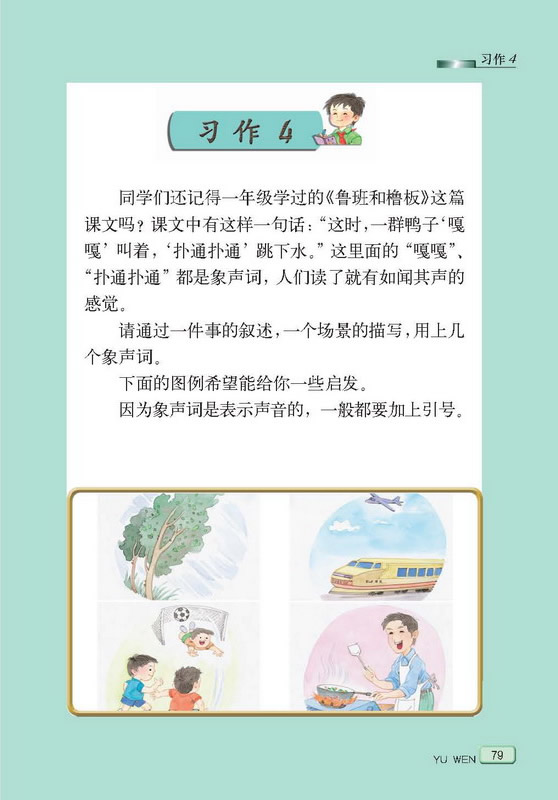 习作 4
习 作 4
同学们还记得一年级学过的《鲁班和橹板》这篇
课文吗？课文中有这样一句话：“这时，一群鸭子‘嘎
嘎’叫着，‘扑通扑通’跳下水。”这里面的“嘎嘎”、
“扑通扑通”都是象声词，人们读了就有如闻其声的
感觉。
请通过一件事的叙述，一个场景的描写，用上几
个象声词。
下面的图例希望能给你一些启发。
因为象声词是表示声音的，一般都要加上引号。
YU WEN 79